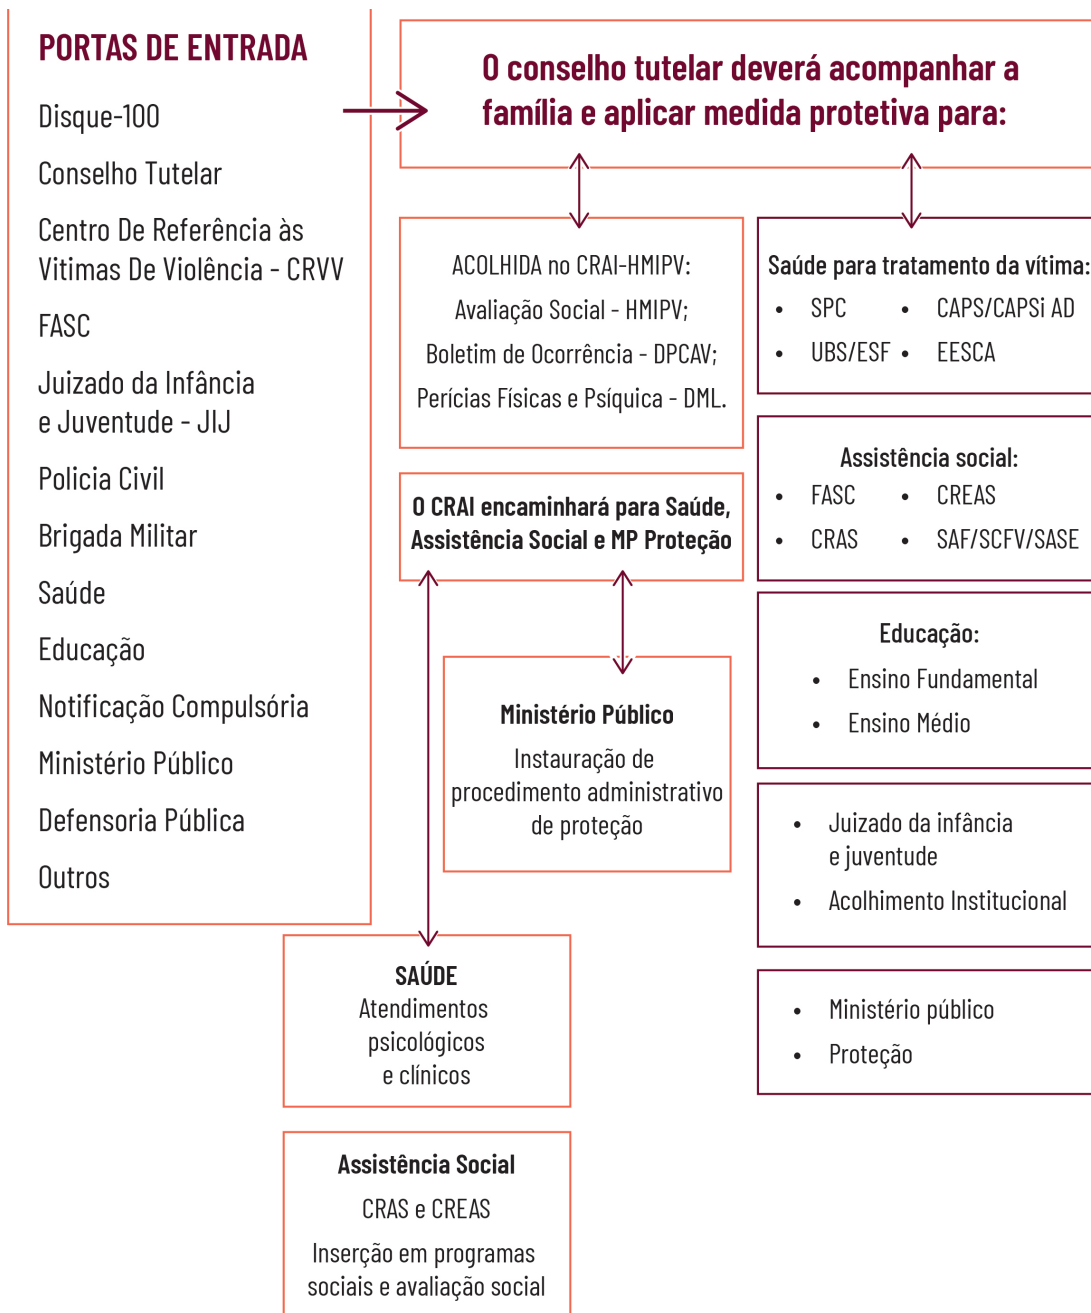 PORTAS DE ENTRADA
Disque-100
Conselho Tutelar
Centro De Referência às
Vitimas De Violência - CRVV
FASC
Juizado da Infância
e Juventude - JIJ
Policia Civil
Brigada Militar
Saúde
Educação
Notificação Compulsória
Ministério Público
Defensoria Pública
Outros
O conselho tutelar deverá acompanhar a
família e aplicar medida protetiva para:
ACOLHIDA no CRAI-HMIPV:
Avaliação Social - HMIPV;
Boletim de Ocorrência - DPCAV;
Perícias Físicas e Psíquica - DML.
O CRAI encaminhará para Saúde,
Assistência Social e MP Proteção
Ministério Público
Instauração de
procedimento administrativo
de proteção
SAÚDE
Atendimentos
psicológicos
e clínicos
Assistência Social
CRAS e CREAS
Inserção em programas
sociais e avaliação social
Saúde para tratamento da vítima:
• SPC • CAPS/CAPSi AD
• UBS/ESF • EESCA
Assistência social:
• FASC • CREAS
• CRAS • SAF/SCFV/SASE
Educação:
• Ensino Fundamental
• Ensino Médio
• Juizado da infância
e juventude
• Acolhimento Institucional
• Ministério público
• Proteção